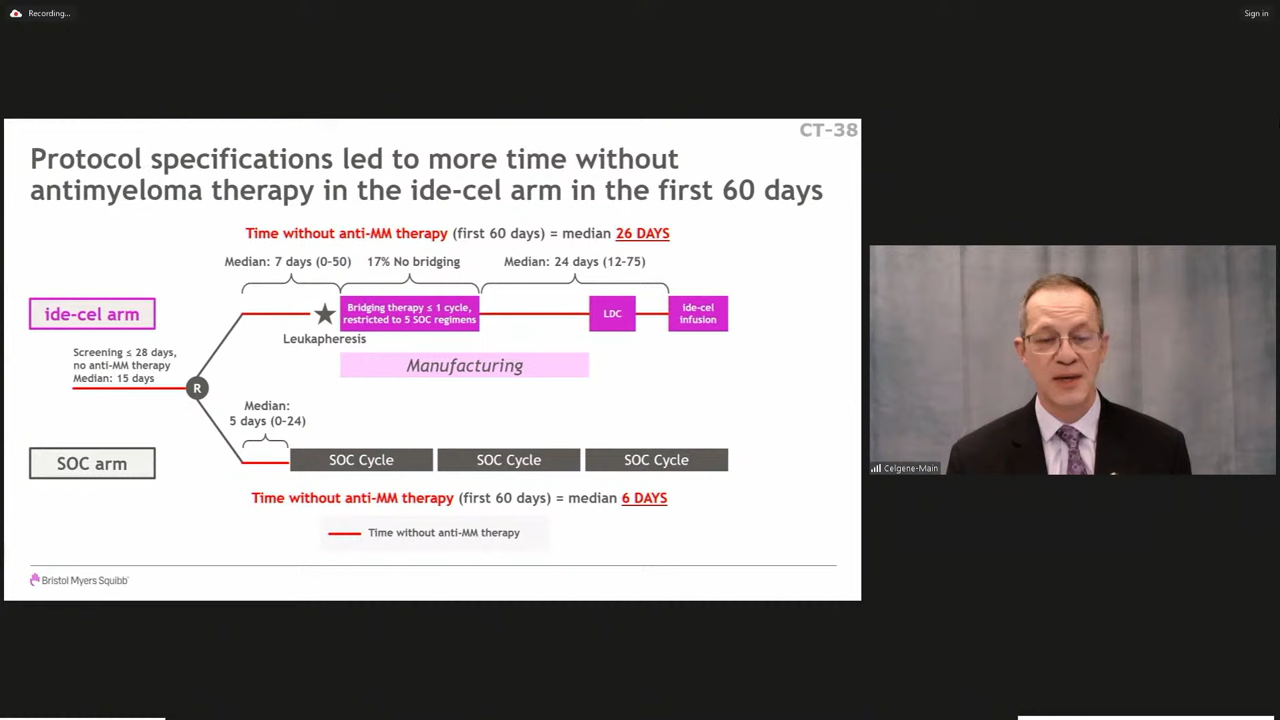 Recording...
Sign in
CT-38
Protocol specifications led to more time without
antimyeloma therapy in the ide-cel arm in the first 60 days
Time without anti-MM therapy (first 60 days) = median 26 DAYS
Median: 7 days (0-50)
17% No bridging
Median: 24 days (12-75)
ide-cel arm
Bridging therapy ≤ 1 cycle,
restricted to 5 SOC regimens
LDC
ide-cel
infusion
Leukapheresis
Screening ≤ 28 days,
no anti-MM therapy
Median: 15 days
Manufacturing
R
Median:
5 days (0-24)
SOC arm
SOC Cycle
SOC Cycle
SOC Cycle
Time without anti-MM therapy (first 60 days) = median 6 DAYS
Time without anti-MM therapy
Bristol Myers Squibb™
Celgene-Main